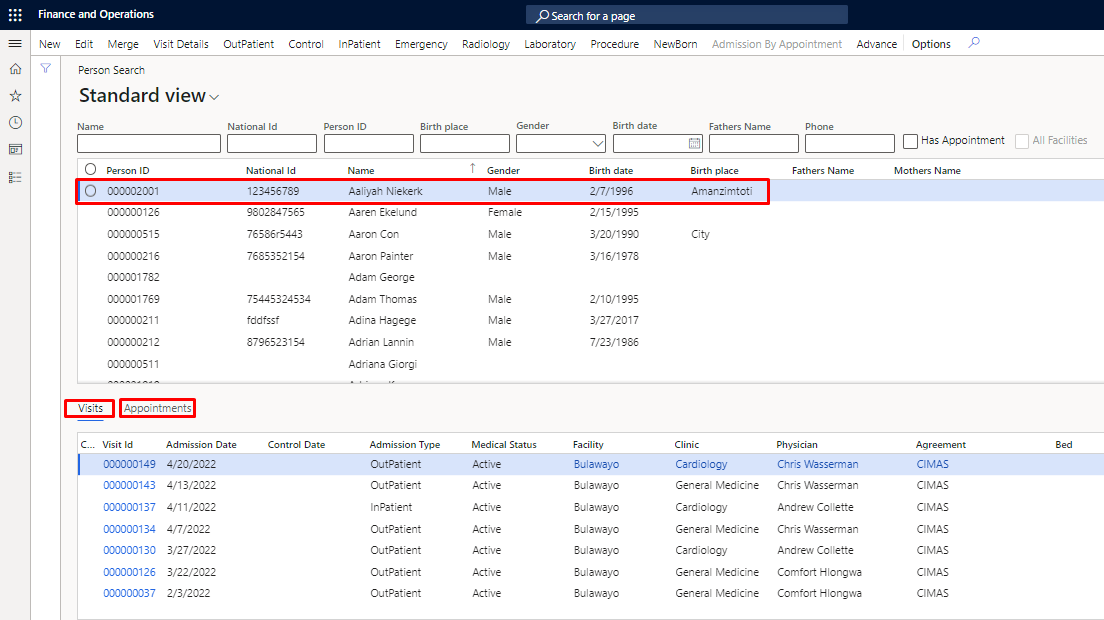 Finance and Operations Search for a page
New Edit Merge Visit Details OutPatient Control InPatient Emergency Radiology Laboratory Procedure NewBorn Admission By Appointment Advance Options
Person Search
Standard view
Name National Id Person ID Birth place Gender Birth date Fathers Name Phone
Has Appointment All Facilities
Person ID National Id Name Gender Birth date Birth place Fathers Name Mothers Name
000002001 123456789 Aaliyah Niekerk Male 2/7/1996 Amanzimtoti
000000126 9802847565 Aaren Ekelund Female 2/15/1995
000000515 76586r5443 Aaron Con Male 3/20/1990 City
000000216 7685352154 Aaron Painter Male 3/16/1978
000001782 Adam George
000001769 75445324534 Adam Thomas Male 2/10/1995
000000211 fddfssf Adina Hagege Male 3/27/2017
000000212 8796523154 Adrian Lannin Male 7/23/1986
000000511 Adriana Giorgi
Visits Appointments
C... Visit Id Admission Date Control Date Admission Type Medical Status Facility Clinic Physician Agreement Bed
000000149 4/20/2022 OutPatient Active Bulawayo Cardiology Chris Wasserman CIMAS
000000143 4/13/2022 OutPatient Active Bulawayo General Medicine Chris Wasserman CIMAS
000000137 4/11/2022 InPatient Active Bulawayo Cardiology Andrew Collette CIMAS
000000134 4/7/2022 OutPatient Active Bulawayo General Medicine Chris Wasserman CIMAS
000000130 3/27/2022 OutPatient Active Bulawayo Cardiology Andrew Collette CIMAS
000000126 3/22/2022 OutPatient Active Bulawayo General Medicine Comfort Hlongwa CIMAS
000000037 2/3/2022 OutPatient Active Bulawayo General Medicine Comfort Hlongwa CIMAS